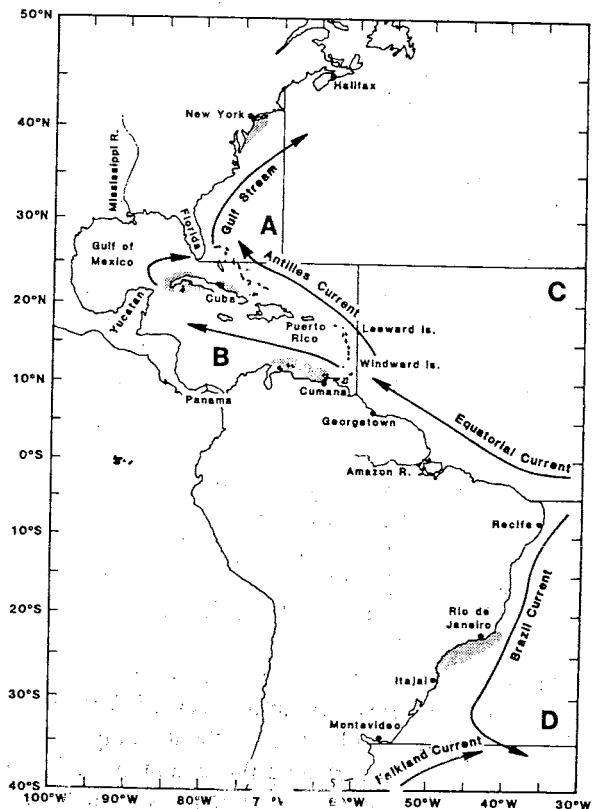 50°N
Halifax
New York
40°N
Mississippi R.
Gulf Stream
30°N
Florida
A
Gulf of
Mexico
Antilles Current
C
20°N
Cuba
Yucatan
Puerto
Rico
Leeward Is.
B
Windward Is.
10°N
Cumana
Panama
Georgetown
Equatorial Current
0°S
Amazon R.
Recife
10°S
Brazil Current
20°S
Rio de
Janeiro
Itajai
30°S
Montevideo
D
Falkland Current
40°S
100°W
90°W
80°W
50°W
40°W
30°W